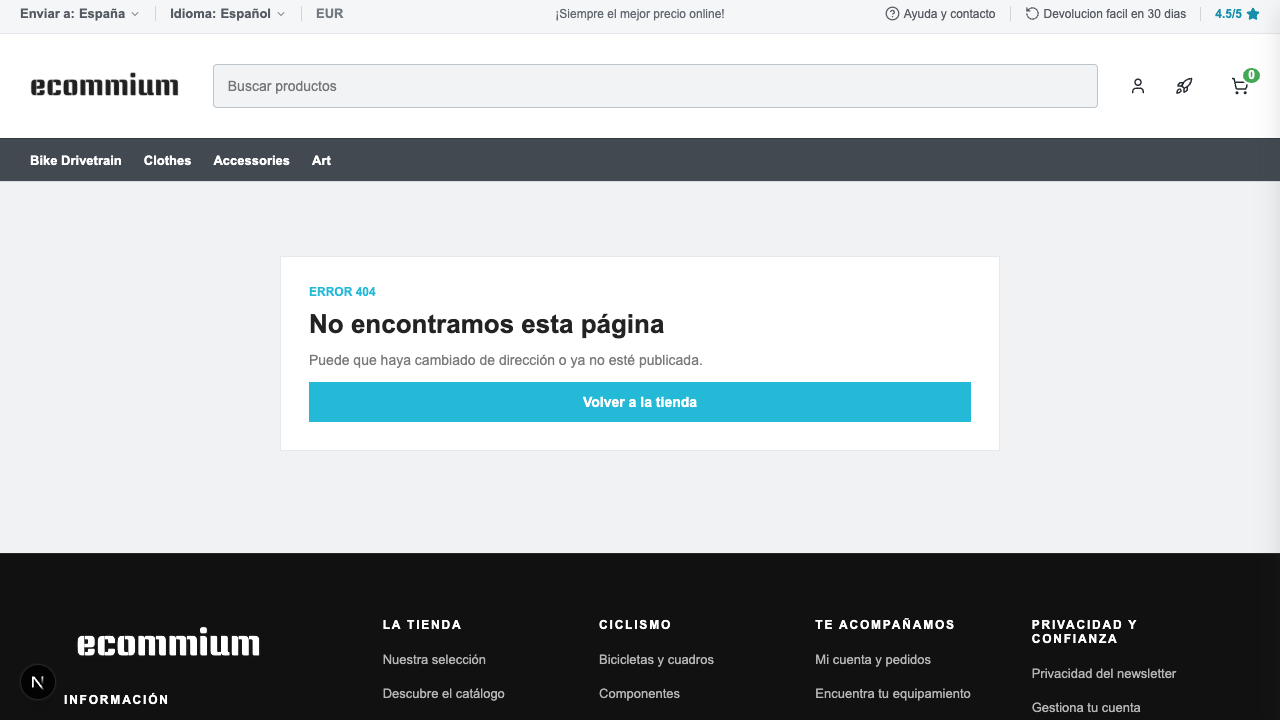 Enviar a: España
Idioma: Español
EUR
¡Siempre el mejor precio online!
Ayuda y contacto
Devolucion facil en 30 dias
4.5/5
ecommium
Buscar productos
0
Bike Drivetrain
Clothes
Accessories
Art
ERROR 404
No encontramos esta página
Puede que haya cambiado de dirección o ya no esté publicada.
Volver a la tienda
ecommium
N
INFORMACIÓN
LA TIENDA
Nuestra selección
Descubre el catálogo
CICLISMO
Bicicletas y cuadros
Componentes
TE ACOMPAÑAMOS
Mi cuenta y pedidos
Encuentra tu equipamiento
PRIVACIDAD Y
CONFIANZA
Privacidad del newsletter
Gestiona tu cuenta